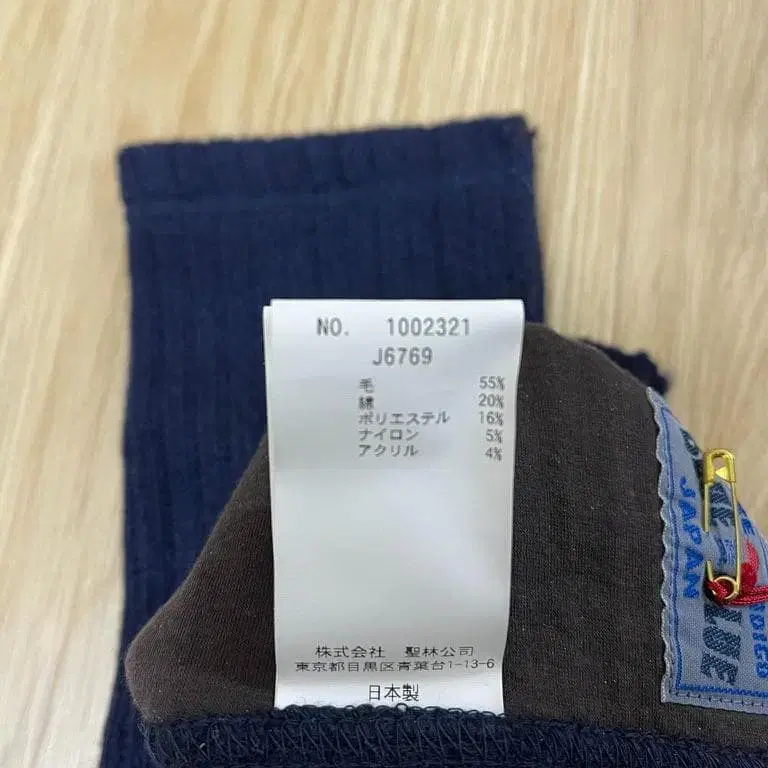 NO. 1002321
J6769
毛 55%
綿 20%
ポリエステル 16%
ナイロン 5%
アクリル 4%
株式会社 聖林公司
東京都目黒区青葉台1-13-6
日本製
BLUE
JAPAN